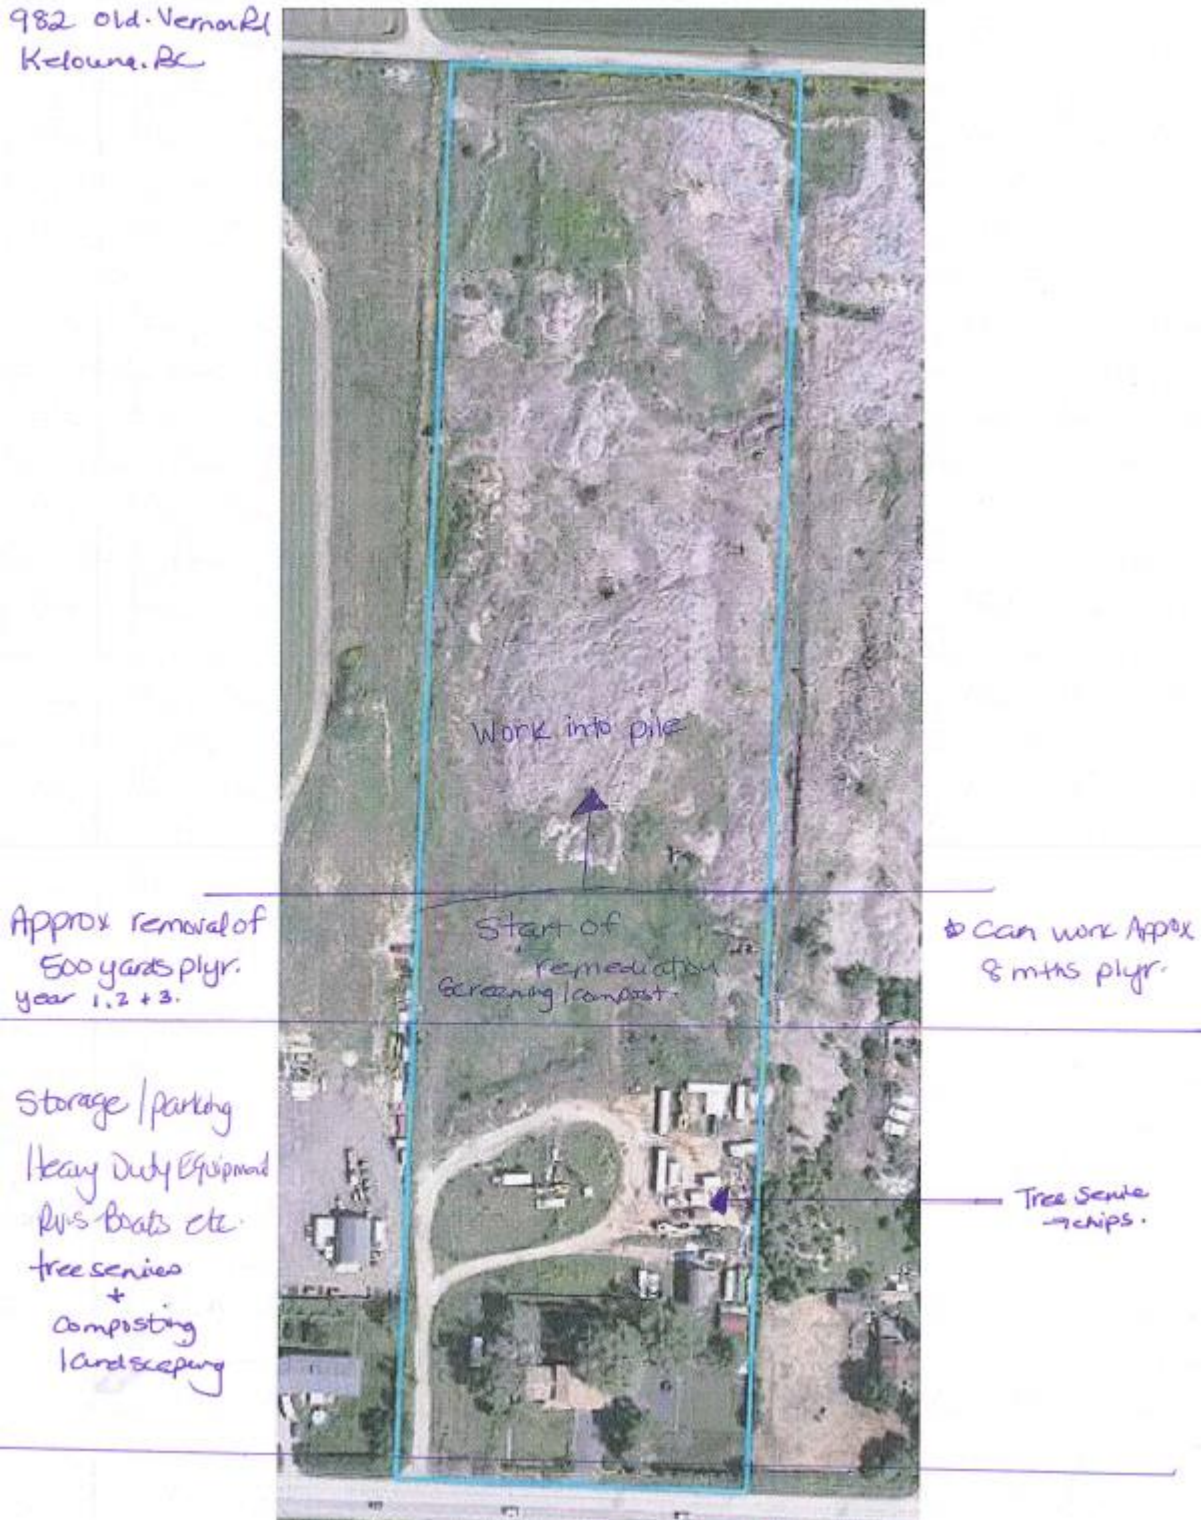 982 Old. Vernon Rd
Kelowna. BC
Work into pile
Approx removal of
500 yards p/yr.
year 1, 2 + 3.
Start of
remediation
Screening/compost.
Can work Approx
8 mths p/yr.
Storage/parking
Heavy Duty Equipment
RVs Boats etc.
tree services
+
composting
landscaping
Tree Service
→ chips.